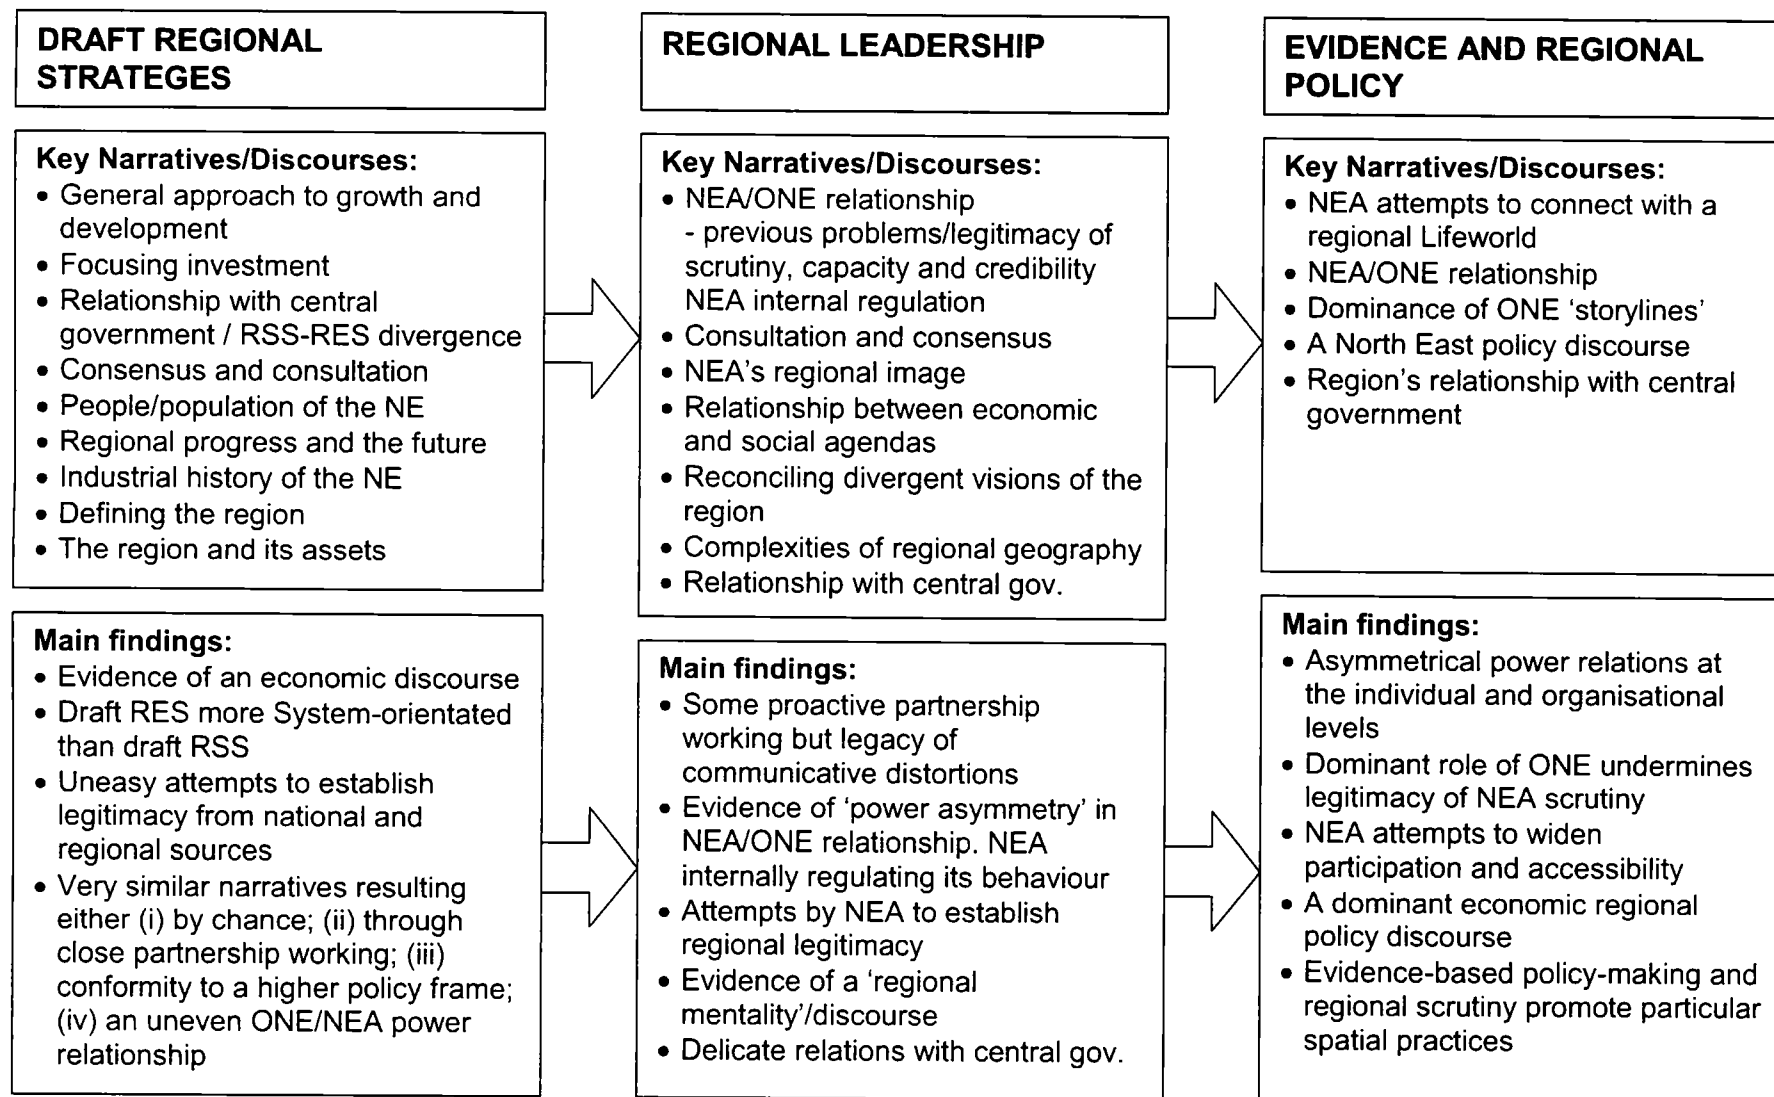 DRAFT REGIONAL
STRATEGES
Key Narratives/Discourses:
• General approach to growth and
development
• Focusing investment
• Relationship with central
government / RSS-RES divergence
• Consensus and consultation
• People/population of the NE
• Regional progress and the future
• Industrial history of the NE
• Defining the region
• The region and its assets
Main findings:
• Evidence of an economic discourse
• Draft RES more System-orientated
than draft RSS
• Uneasy attempts to establish
legitimacy from national and
regional sources
• Very similar narratives resulting
either (i) by chance; (ii) through
close partnership working; (iii)
conformity to a higher policy frame;
(iv) an uneven ONE/NEA power
relationship
REGIONAL LEADERSHIP
Key Narratives/Discourses:
• NEA/ONE relationship
- previous problems/legitimacy of
scrutiny, capacity and credibility
NEA internal regulation
• Consultation and consensus
• NEA's regional image
• Relationship between economic
and social agendas
• Reconciling divergent visions of the
region
• Complexities of regional geography
• Relationship with central gov.
Main findings:
• Some proactive partnership
working but legacy of
communicative distortions
• Evidence of 'power asymmetry' in
NEA/ONE relationship. NEA
internally regulating its behaviour
• Attempts by NEA to establish
regional legitimacy
• Evidence of a 'regional
mentality'/discourse
• Delicate relations with central gov.
EVIDENCE AND REGIONAL
POLICY
Key Narratives/Discourses:
• NEA attempts to connect with a
regional Lifeworld
• NEA/ONE relationship
• Dominance of ONE 'storylines'
• A North East policy discourse
• Region's relationship with central
government
Main findings:
• Asymmetrical power relations at
the individual and organisational
levels
• Dominant role of ONE undermines
legitimacy of NEA scrutiny
• NEA attempts to widen
participation and accessibility
• A dominant economic regional
policy discourse
• Evidence-based policy-making and
regional scrutiny promote particular
spatial practices